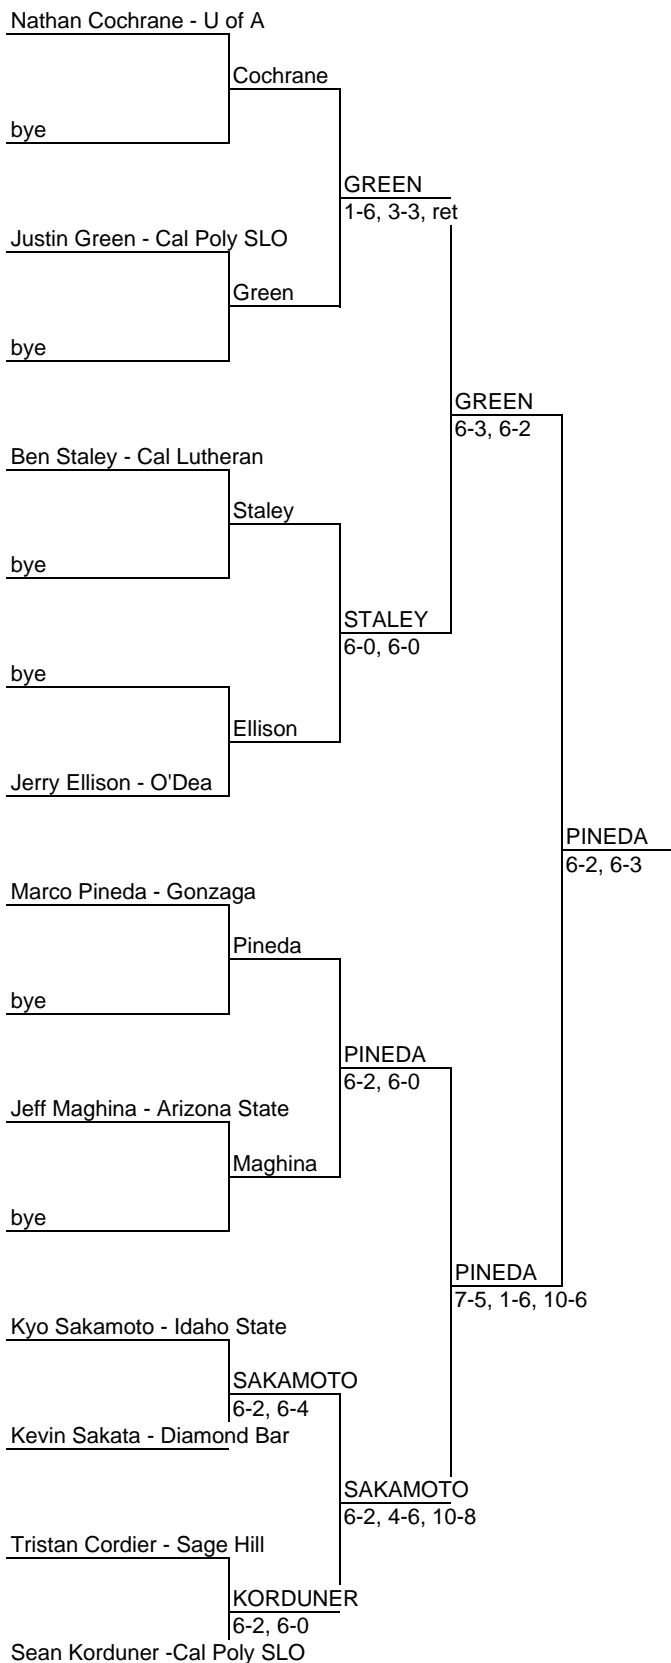 Nathan Cochrane - U of A
Cochrane
bye
GREEN
1-6, 3-3, ret
Justin Green - Cal Poly SLO
Green
bye
GREEN
6-3, 6-2
Ben Staley - Cal Lutheran
Staley
bye
STALEY
6-0, 6-0
bye
Ellison
Jerry Ellison - O'Dea
PINEDA
6-2, 6-3
Marco Pineda - Gonzaga
Pineda
bye
PINEDA
6-2, 6-0
Jeff Maghina - Arizona State
Maghina
bye
PINEDA
7-5, 1-6, 10-6
Kyo Sakamoto - Idaho State
SAKAMOTO
6-2, 6-4
Kevin Sakata - Diamond Bar
SAKAMOTO
6-2, 4-6, 10-8
Tristan Cordier - Sage Hill
KORDUNER
6-2, 6-0
Sean Korduner -Cal Poly SLO